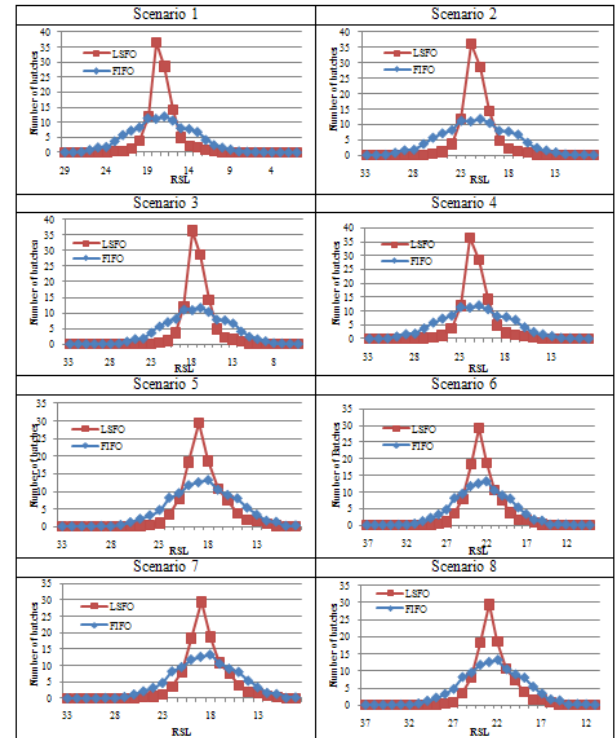 Scenario 1
Number of batches
40
35
30
25
20
15
10
5
0
LSFO
FIFO
29 24 19 14 9 4
RSL
Scenario 2
Number of batches
40
35
30
25
20
15
10
5
0
LSFO
FIFO
33 28 23 18 13
RSL
Scenario 3
Number of batches
40
35
30
25
20
15
10
5
0
LSFO
FIFO
33 28 23 18 13 8
RSL
Scenario 4
Number of batches
40
35
30
25
20
15
10
5
0
LSFO
FIFO
33 28 23 18 13
RSL
Scenario 5
Number of batches
35
30
25
20
15
10
5
0
LSFO
FIFO
33 28 23 18 13
RSL
Scenario 6
Number of Batches
35
30
25
20
15
10
5
0
LSFO
FIFO
37 32 27 22 17 12
RSL
Scenario 7
Number of batches
35
30
25
20
15
10
5
0
LSFO
FIFO
33 28 23 18 13
RSL
Scenario 8
Number of batches
35
30
25
20
15
10
5
0
LSFO
FIFO
37 32 27 22 17 12
RSL